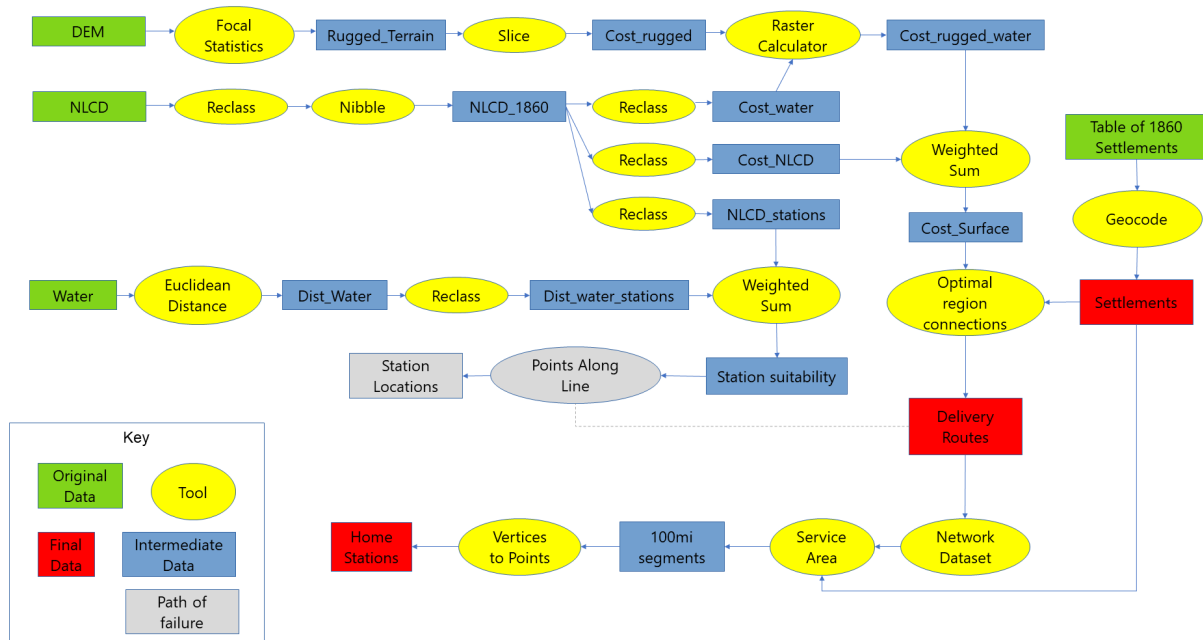 DEM
Focal
Statistics
Rugged_Terrain
Slice
Cost_rugged
Raster
Calculator
Cost_rugged_water
NLCD
Reclass
Nibble
NLCD_1860
Reclass
Cost_water
Reclass
Cost_NLCD
Weighted
Sum
Table of 1860
Settlements
Reclass
NLCD_stations
Cost_Surface
Geocode
Water
Euclidean
Distance
Dist_Water
Reclass
Dist_water_stations
Weighted
Sum
Optimal
region
connections
Settlements
Station
Locations
Points Along
Line
Station suitability
Delivery
Routes
Home
Stations
Vertices
to Points
100mi
segments
Service
Area
Network
Dataset
Key
Original
Data
Tool
Final
Data
Intermediate
Data
Path of
failure